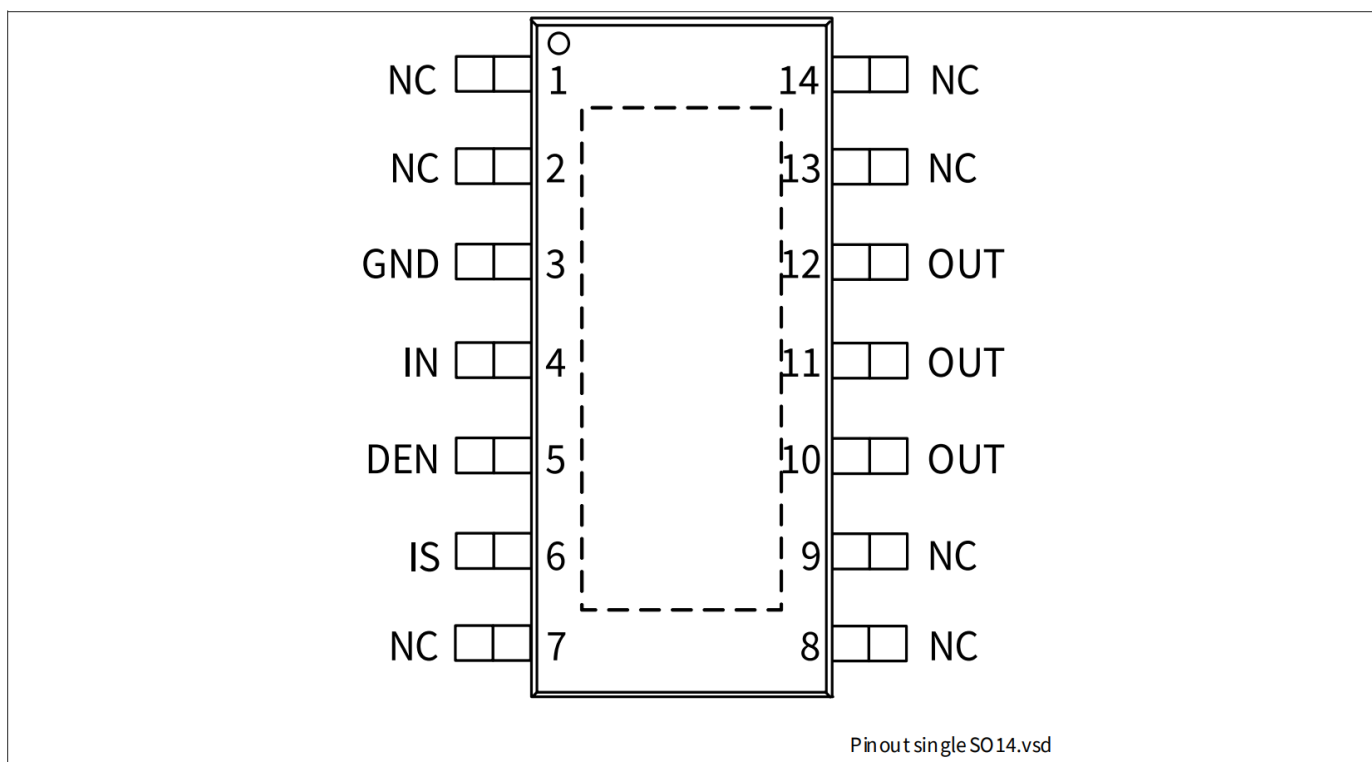 NC 1 14 NC
NC 2 13 NC
GND 3 12 OUT
IN 4 11 OUT
DEN 5 10 OUT
IS 6 9 NC
NC 7 8 NC
Pinout single SO14.vsd